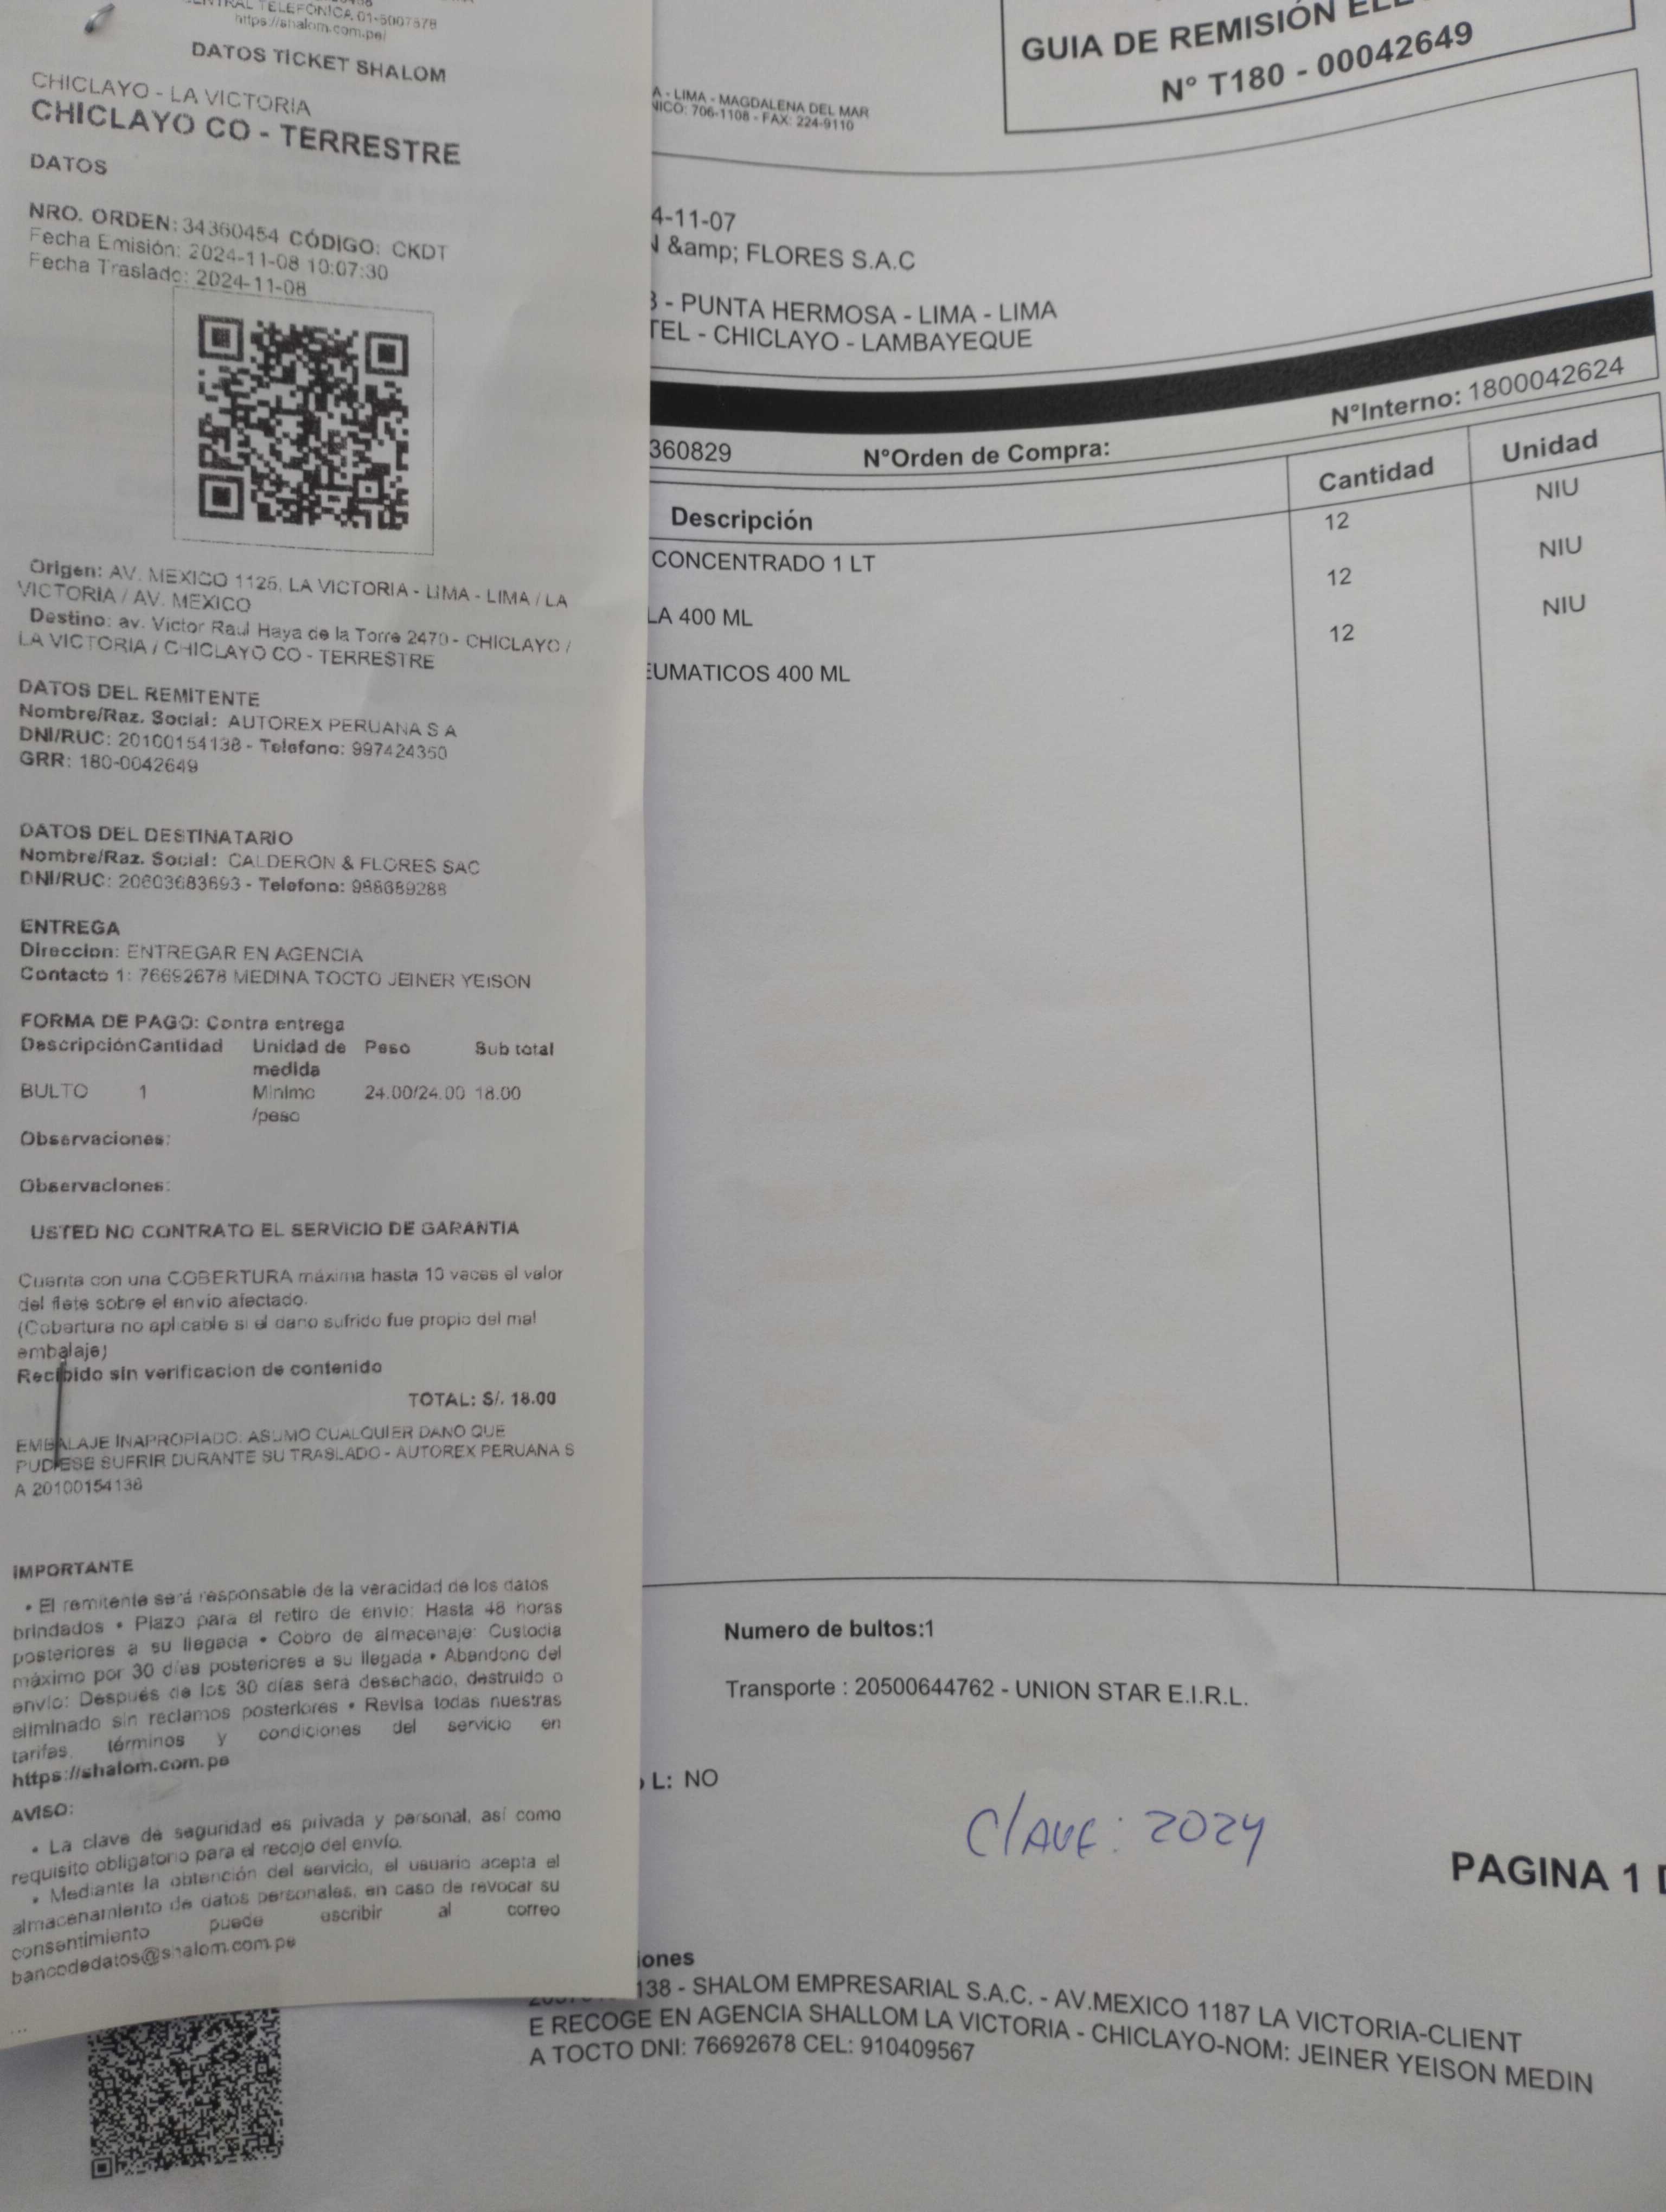 CENTRAL TELEFONICA 01-5007878
https://shalom.com.pe/
DATOS TICKET SHALOM
CHICLAYO - LA VICTORIA
CHICLAYO CO - TERRESTRE
DATOS
NRO. ORDEN: 34360454 CÓDIGO: CKDT
Fecha Emisión: 2024-11-08 10:07:30
Fecha Traslado: 2024-11-08
Origen: AV. MEXICO 1125, LA VICTORIA - LIMA - LIMA / LA
VICTORIA / AV. MEXICO
Destino: av. Victor Raul Haya de la Torre 2470 - CHICLAYO /
LA VICTORIA / CHICLAYO CO - TERRESTRE
DATOS DEL REMITENTE
Nombre/Raz. Social: AUTOREX PERUANA S A
DNI/RUC: 20100154138 - Telefono: 997424350
GRR: 180-0042649
DATOS DEL DESTINATARIO
Nombre/Raz. Social: CALDERON & FLORES SAC
DNI/RUC: 20603683693 - Telefono: 988689288
ENTREGA
Direccion: ENTREGAR EN AGENCIA
Contacto 1: 76692678 MEDINA TOCTO JEINER YEISON
FORMA DE PAGO: Contra entrega
Descripción Cantidad Unidad de medida Peso Sub total
BULTO 1 Minimo /peso 24.00/24.00 18.00
Observaciones:
Observaciones:
USTED NO CONTRATO EL SERVICIO DE GARANTIA
Cuenta con una COBERTURA máxima hasta 10 veces el valor
del flete sobre el envio afectado.
(Cobertura no aplicable si el dano sufrido fue propio del mal
embalaje)
Recibido sin verificacion de contenido
TOTAL: S/. 18.00
EMBALAJE INAPROPIADO: ASUMO CUALQUIER DANO QUE
PUDIESE SUFRIR DURANTE SU TRASLADO - AUTOREX PERUANA S
A 20100154138
IMPORTANTE
• El remitente será responsable de la veracidad de los datos
brindados • Plazo para el retiro de envio: Hasta 48 horas
posteriores a su llegada • Cobro de almacenaje: Custodia
máximo por 30 días posteriores a su llegada • Abandono del
envío: Después de los 30 días será desechado, destruido o
eliminado sin reclamos posteriores • Revisa todas nuestras
tarifas, términos y condiciones del servicio en
https://shalom.com.pe
AVISO:
• La clave de seguridad es privada y personal, así como
requisito obligatorio para el recojo del envío.
• Mediante la obtención del servicio, el usuario acepta el
almacenamiento de datos personales, en caso de revocar su
consentimiento puede escribir al correo
bancodedatos@shalom.com.pe
...
GUIA DE REMISIÓN
N° T180 - 00042649
A - LIMA - MAGDALENA DEL MAR
NICO: 706-1108 - FAX: 224-9110
4-11-07
N &amp; FLORES S.A.C
3 - PUNTA HERMOSA - LIMA - LIMA
TEL - CHICLAYO - LAMBAYEQUE
N°Interno: 1800042624
360829 N°Orden de Compra:
Descripción Cantidad Unidad
CONCENTRADO 1 LT 12 NIU
LA 400 ML 12 NIU
EUMATICOS 400 ML 12 NIU
Numero de bultos:1
Transporte : 20500644762 - UNION STAR E.I.R.L.
L: NO
Clave: 2024
PAGINA 1
iones
138 - SHALOM EMPRESARIAL S.A.C. - AV.MEXICO 1187 LA VICTORIA-CLIENT
E RECOGE EN AGENCIA SHALLOM LA VICTORIA - CHICLAYO-NOM: JEINER YEISON MEDIN
A TOCTO DNI: 76692678 CEL: 910409567